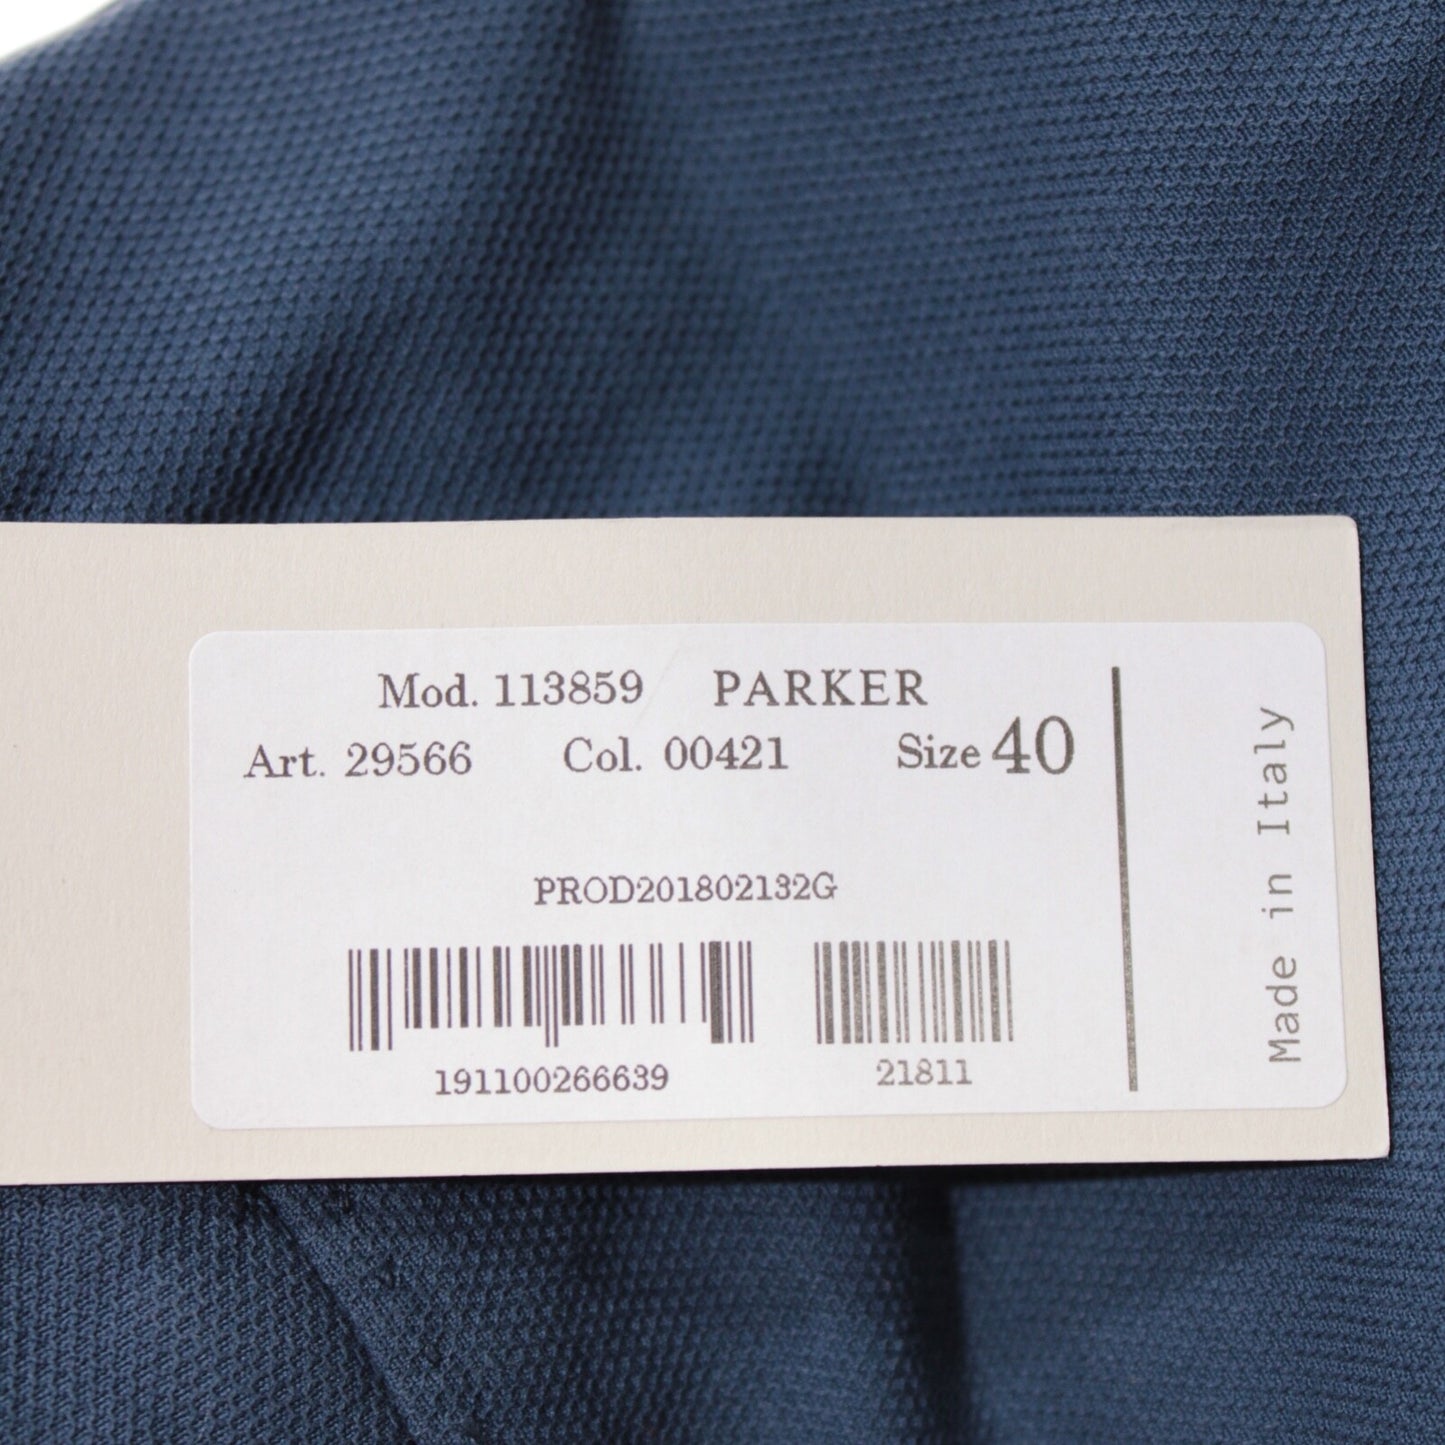 Mod. 113859 PARKER
Art. 29566 Col. 00421 Size 40
PROD201802132G
191100266639 21811
Made in Italy